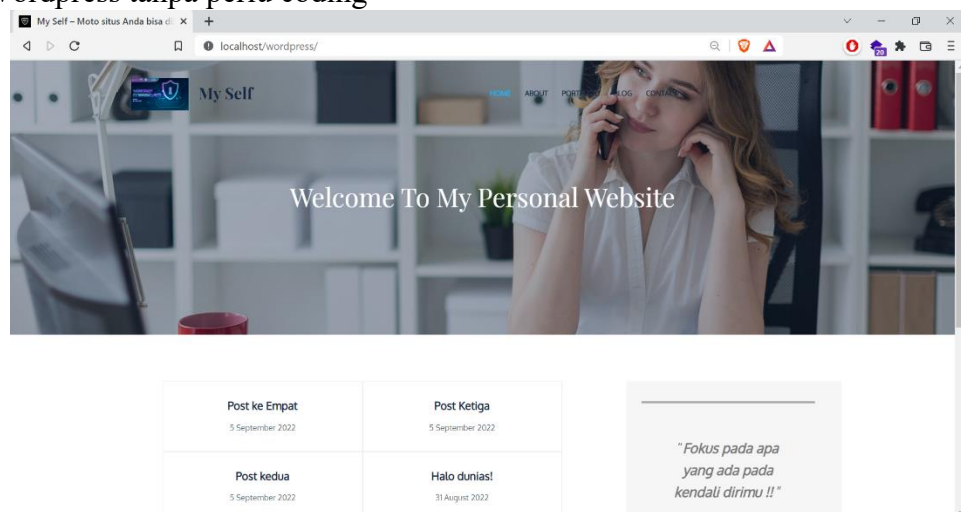 Wordpress tanpa perlu coding
My Self – Moto situs Anda bisa di
localhost/wordpress/
20
My Self
HOME ABOUT BLOG CONTACT
Welcome To My Personal Website
Post ke Empat
5 September 2022
Post Ketiga
5 September 2022
Post kedua
5 September 2022
Halo dunias!
31 August 2022
"Fokus pada apa
yang ada pada
kendali dirimu !!"